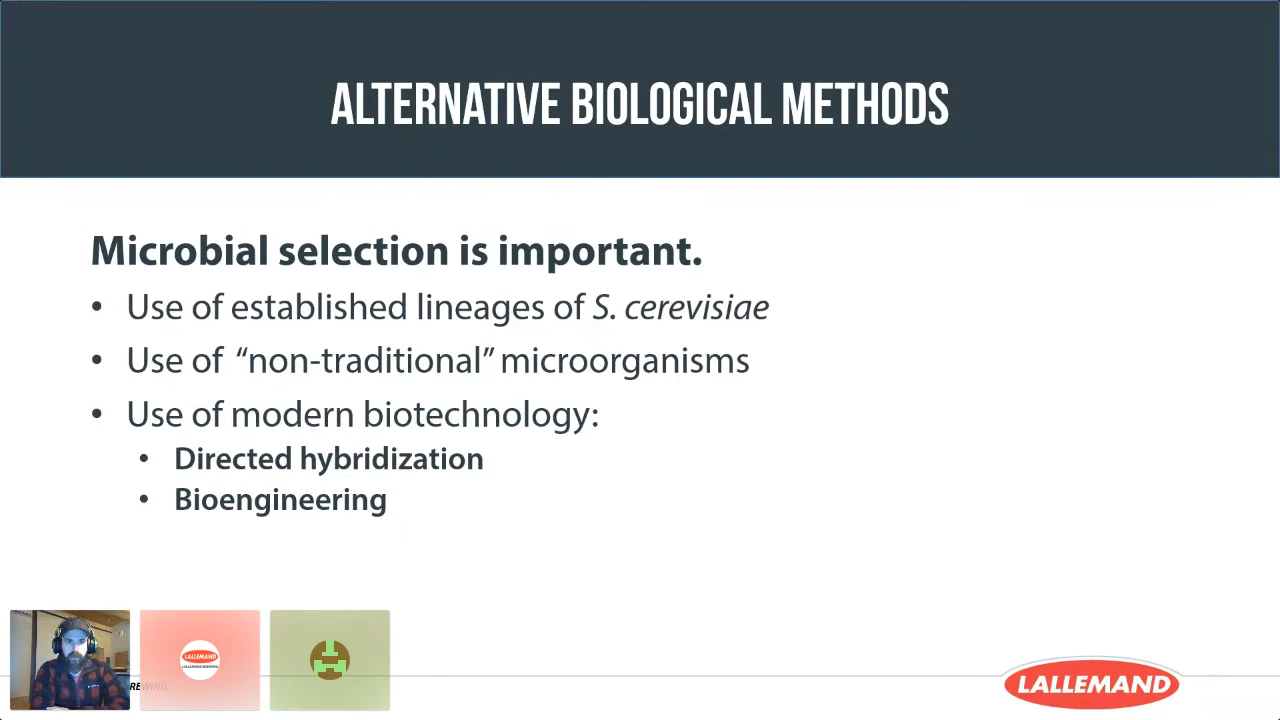 ALTERNATIVE BIOLOGICAL METHODS
Microbial selection is important.
• Use of established lineages of S. cerevisiae
• Use of “non-traditional” microorganisms
• Use of modern biotechnology:
• Directed hybridization
• Bioengineering
LALLEMAND
REWING
LALLEMAND